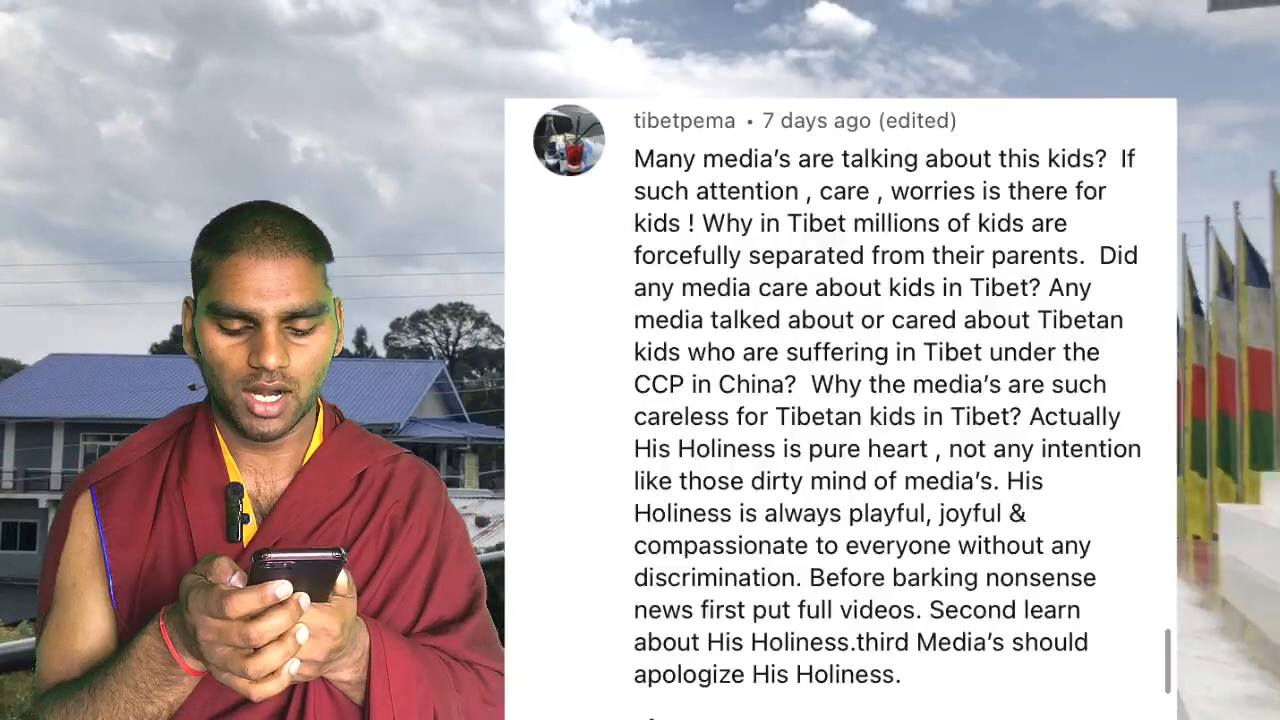 tibetpema • 7 days ago (edited)
Many media's are talking about this kids?  If
such attention , care , worries is there for
kids ! Why in Tibet millions of kids are
forcefully separated from their parents.  Did
any media care about kids in Tibet? Any
media talked about or cared about Tibetan
kids who are suffering in Tibet under the
CCP in China?  Why the media's are such
careless for Tibetan kids in Tibet? Actually
His Holiness is pure heart , not any intention
like those dirty mind of media's. His
Holiness is always playful, joyful &
compassionate to everyone without any
discrimination. Before barking nonsense
news first put full videos. Second learn
about His Holiness.third Media's should
apologize His Holiness.